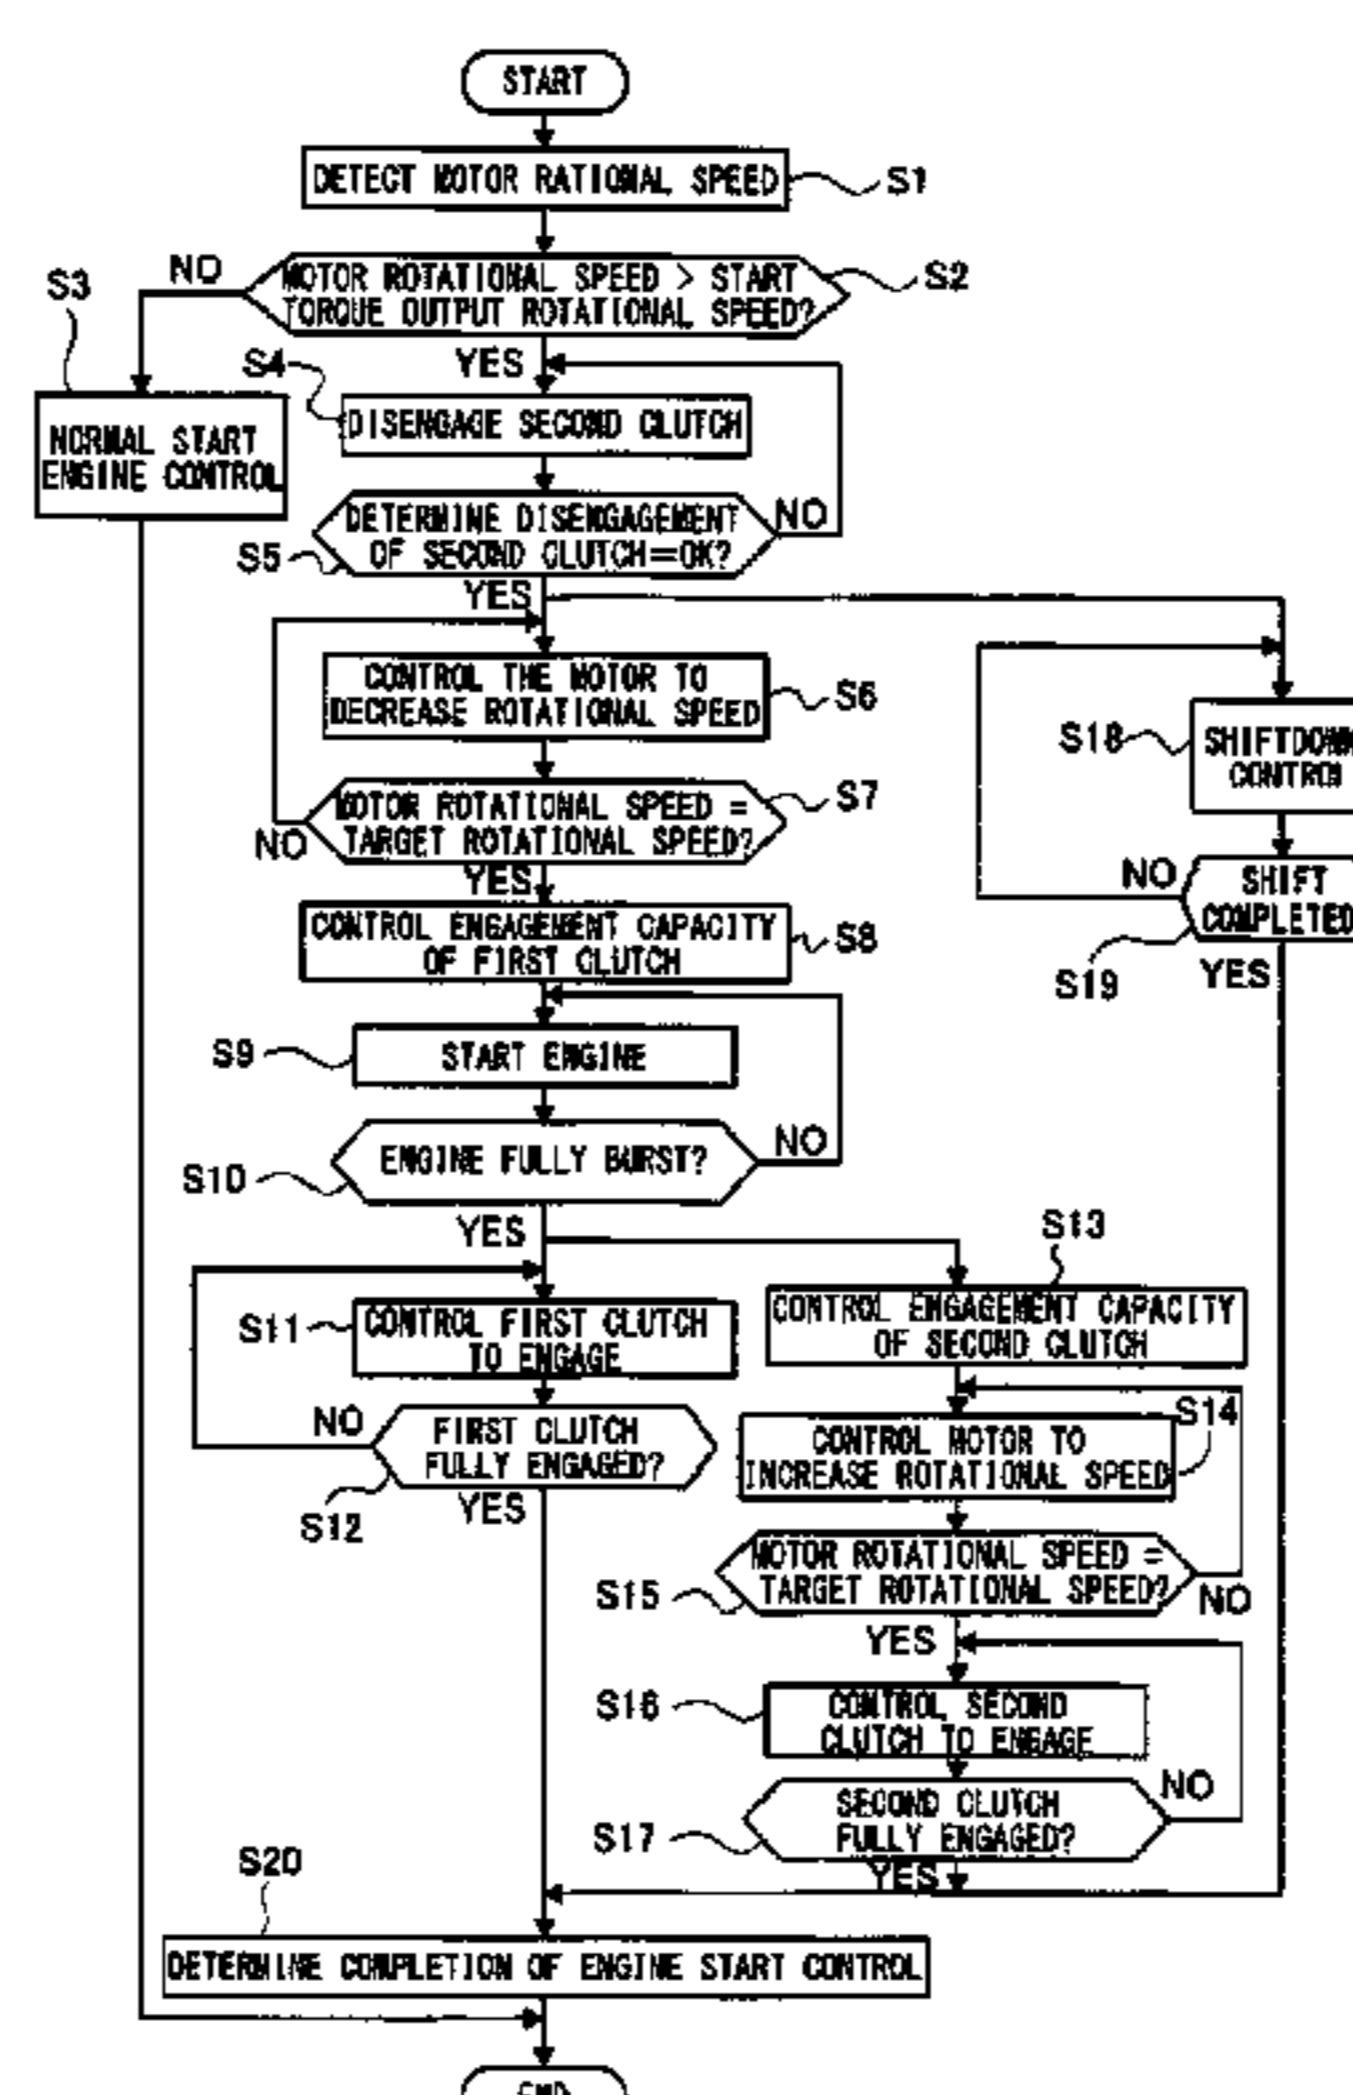 START
DETECT MOTOR RATIONAL SPEED
S1
NO
S3
MOTOR ROTATIONAL SPEED > START
TORQUE OUTPUT ROTATIONAL SPEED?
S2
YES
S4
NORMAL START
ENGINE CONTROL
DISENGAGE SECOND CLUTCH
DETERMINE DISENGAGEMENT
OF SECOND CLUTCH=OK?
NO
S5
YES
CONTROL THE MOTOR TO
DECREASE ROTATIONAL SPEED
S6
S18
SHIFTDOWN
CONTROL
MOTOR ROTATIONAL SPEED =
TARGET ROTATIONAL SPEED?
S7
NO
YES
NO
SHIFT
COMPLETED
S19
YES
CONTROL ENGAGEMENT CAPACITY
OF FIRST CLUTCH
S8
S9
START ENGINE
ENGINE FULLY BURST?
NO
S10
YES
S13
S11
CONTROL FIRST CLUTCH
TO ENGAGE
CONTROL ENGAGEMENT CAPACITY
OF SECOND CLUTCH
NO
FIRST CLUTCH
FULLY ENGAGED?
S12
YES
S14
CONTROL MOTOR TO
INCREASE ROTATIONAL SPEED
MOTOR ROTATIONAL SPEED =
TARGET ROTATIONAL SPEED?
S15
NO
YES
S16
CONTROL SECOND
CLUTCH TO ENGAGE
NO
SECOND CLUTCH
FULLY ENGAGED?
S17
YES
S20
DETERMINE COMPLETION OF ENGINE START CONTROL
END